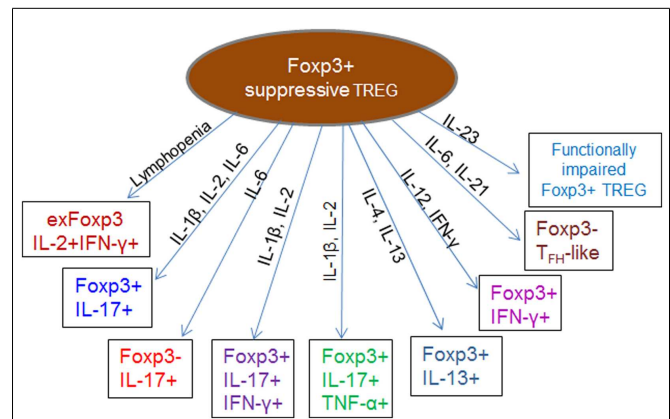 Foxp3+
suppressive TREG
Lymphopenia
IL-1β, IL-2, IL-6
IL-6
IL-1β, IL-2
IL-1β, IL-2
IL-4, IL-13
IL-12, IFN-γ
IL-6, IL-21
IL-23
exFoxp3
IL-2+IFN-γ+
Foxp3+
IL-17+
Foxp3-
IL-17+
Foxp3+
IL-17+
IFN-γ+
Foxp3+
IL-17+
TNF-α+
Foxp3+
IL-13+
Foxp3+
IFN-γ+
Foxp3-
TFH-like
Functionally
impaired
Foxp3+ TREG